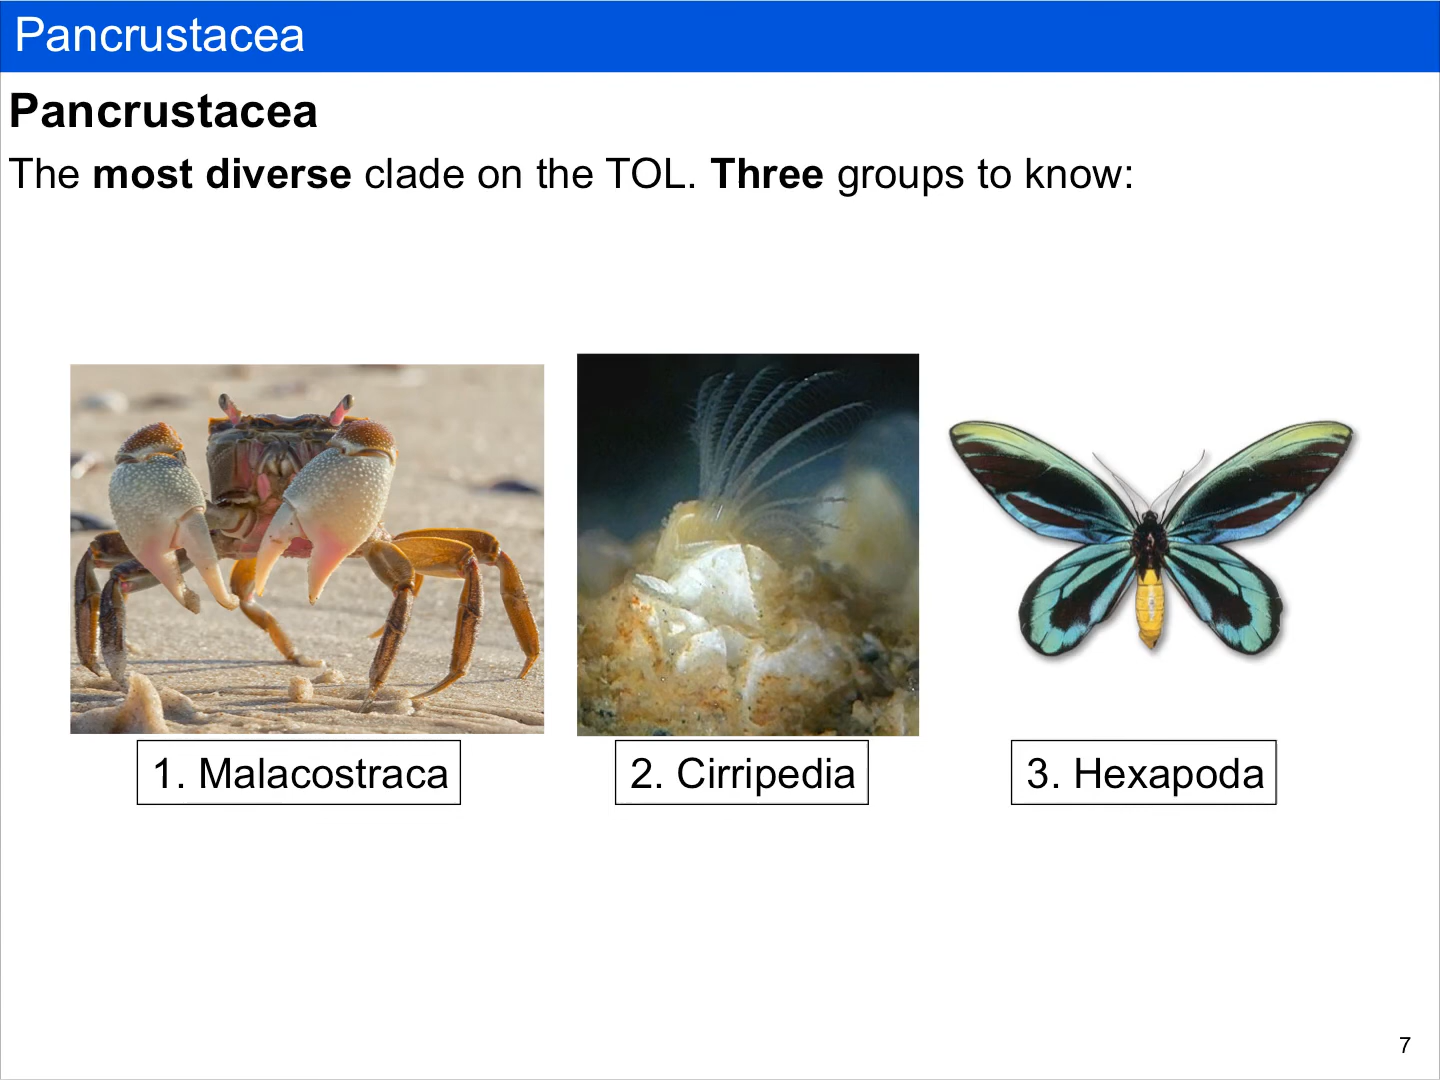 Pancrustacea
Pancrustacea
The most diverse clade on the TOL. Three groups to know:
1. Malacostraca
2. Cirripedia
3. Hexapoda
7